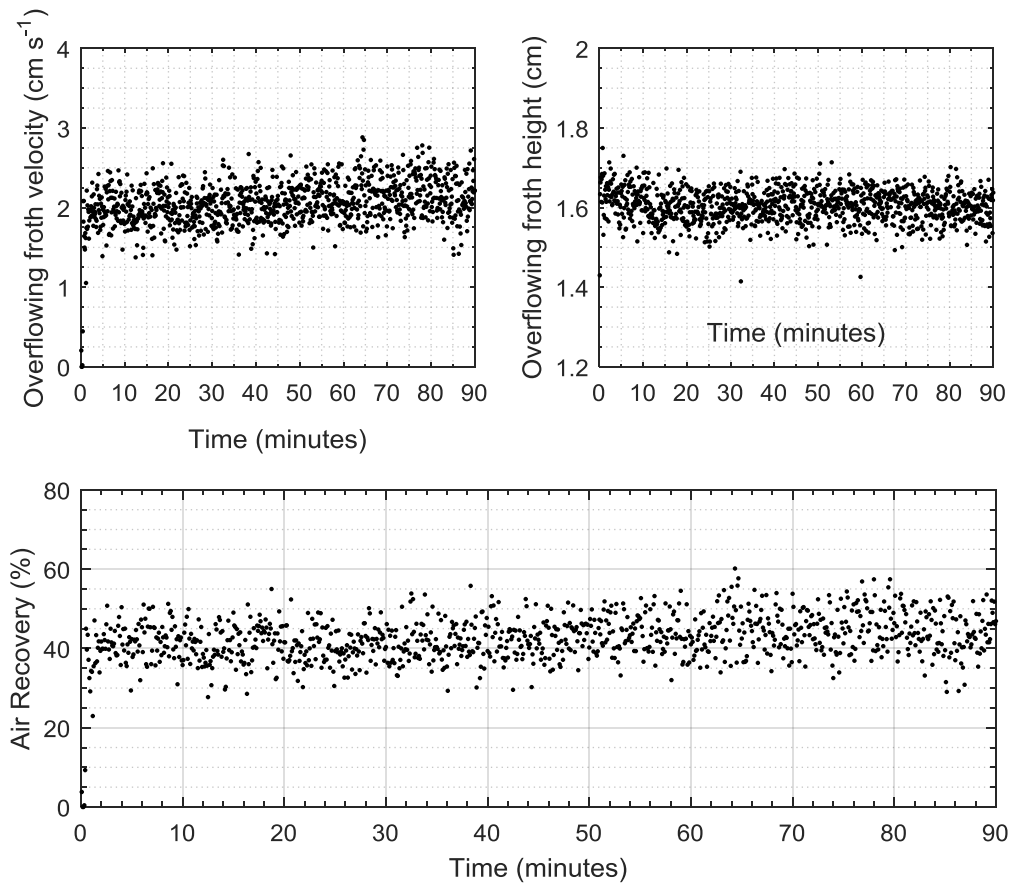 Overflowing froth velocity (cm s-1)
4
3
2
1
0
0 10 20 30 40 50 60 70 80 90
Time (minutes)
Overflowing froth height (cm)
2
1.8
1.6
1.4
1.2
Time (minutes)
0 10 20 30 40 50 60 70 80 90
Air Recovery (%)
80
60
40
20
0
0 10 20 30 40 50 60 70 80 90
Time (minutes)